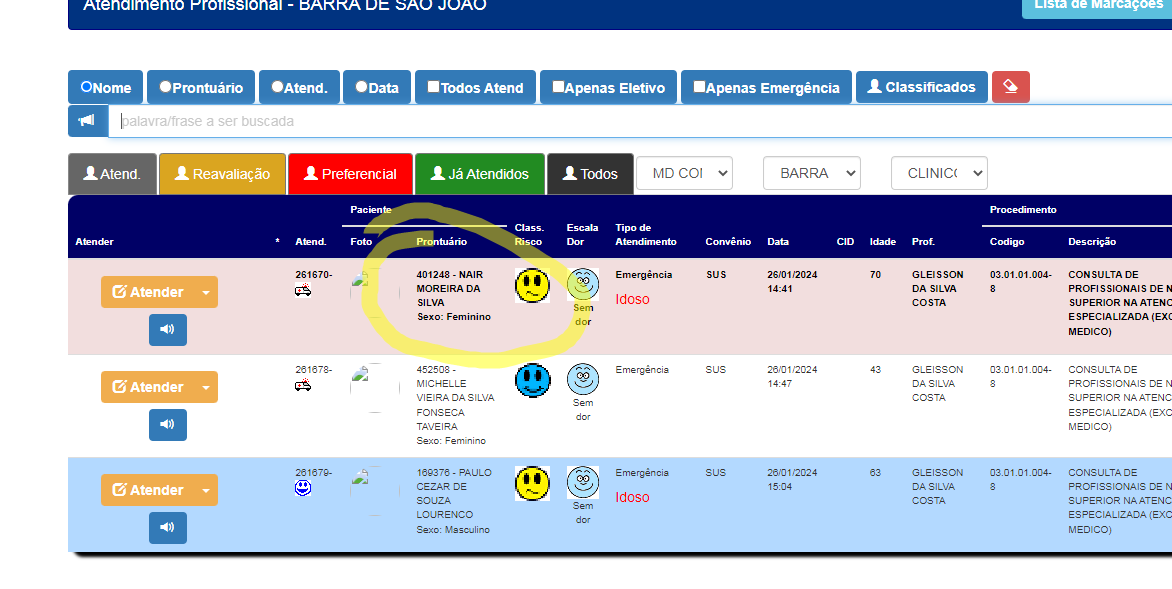 Atendimento Profissional - BARRA DE SÃO JOÃO
Lista de Marcações
Nome Prontuário Atend. Data Todos Atend Apenas Eletivo Apenas Emergência Classificados
palavra/frase a ser buscada
Atend. Reavaliação Preferencial Já Atendidos Todos MD CO BARRA CLINIC
Paciente Procedimento
Atender * Atend. Foto Prontuário Class. Risco Escala Dor Tipo de Atendimento Convênio Data CID Idade Prof. Codigo Descrição
Atender
261670-
401248 - NAIR
MOREIRA DA
SILVA
Sexo: Feminino
Sem
dor
Emergência
Idoso
SUS
26/01/2024
14:41
70
GLEISSON
DA SILVA
COSTA
03.01.01.004-
8
CONSULTA DE
PROFISSIONAIS DE N
SUPERIOR NA ATENC
ESPECIALIZADA (EXC
MEDICO)
Atender
261678-
452508 -
MICHELLE
VIEIRA DA SILVA
FONSECA
TAVEIRA
Sexo: Feminino
Sem
dor
Emergência
SUS
26/01/2024
14:47
43
GLEISSON
DA SILVA
COSTA
03.01.01.004-
8
CONSULTA DE
PROFISSIONAIS DE N
SUPERIOR NA ATENC
ESPECIALIZADA (EXC
MEDICO)
Atender
261679-
169376 - PAULO
CEZAR DE
SOUZA
LOURENCO
Sexo: Masculino
Sem
dor
Emergência
Idoso
SUS
26/01/2024
15:04
63
GLEISSON
DA SILVA
COSTA
03.01.01.004-
8
CONSULTA DE
PROFISSIONAIS DE N
SUPERIOR NA ATENC
ESPECIALIZADA (EXC
MEDICO)